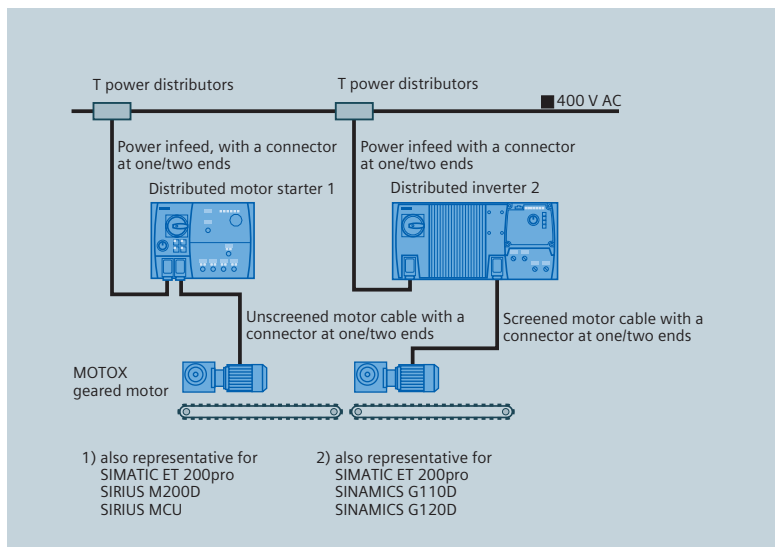 T power distributors
T power distributors
400 V AC
Power infeed, with a connector
at one/two ends
Power infeed with a connector
at one/two ends
Distributed motor starter 1
Distributed inverter 2
Unscreened motor cable with a
connector at one/two ends
Screened motor cable with a
connector at one/two ends
MOTOX
geared motor
1) also representative for
SIMATIC ET 200pro
SIRIUS M200D
SIRIUS MCU
2) also representative for
SIMATIC ET 200pro
SINAMICS G110D
SINAMICS G120D